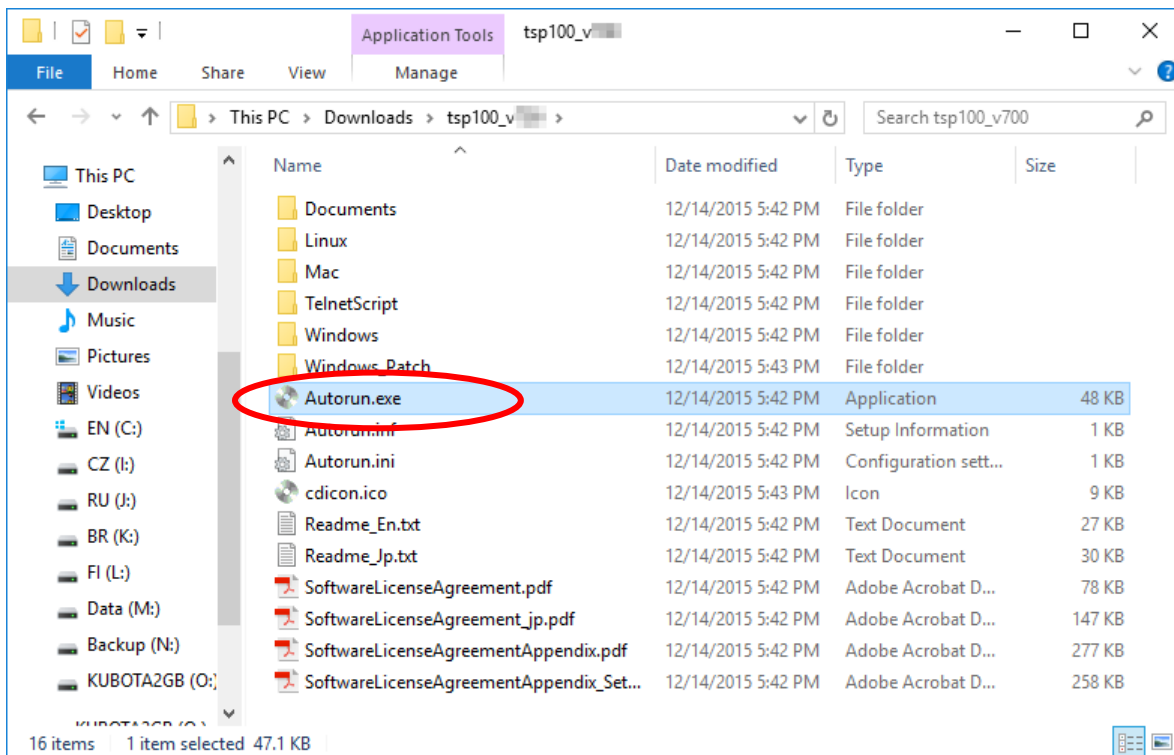 Application Tools tsp100_v
File Home Share View Manage
This PC > Downloads > tsp100_v > Search tsp100_v700
Name Date modified Type Size
This PC
Desktop
Documents
Downloads
Music
Pictures
Videos
EN (C:)
CZ (I:)
RU (J:)
BR (K:)
FI (L:)
Data (M:)
Backup (N:)
KUBOTA2GB (O:)
Documents 12/14/2015 5:42 PM File folder
Linux 12/14/2015 5:42 PM File folder
Mac 12/14/2015 5:42 PM File folder
TelnetScript 12/14/2015 5:42 PM File folder
Windows 12/14/2015 5:42 PM File folder
Windows_Patch 12/14/2015 5:43 PM File folder
Autorun.exe 12/14/2015 5:42 PM Application 48 KB
Autorun.inf 12/14/2015 5:42 PM Setup Information 1 KB
Autorun.ini 12/14/2015 5:42 PM Configuration sett... 1 KB
cdicon.ico 12/14/2015 5:43 PM Icon 9 KB
Readme_En.txt 12/14/2015 5:42 PM Text Document 27 KB
Readme_Jp.txt 12/14/2015 5:42 PM Text Document 30 KB
SoftwareLicenseAgreement.pdf 12/14/2015 5:42 PM Adobe Acrobat D... 78 KB
SoftwareLicenseAgreement_jp.pdf 12/14/2015 5:42 PM Adobe Acrobat D... 147 KB
SoftwareLicenseAgreementAppendix.pdf 12/14/2015 5:42 PM Adobe Acrobat D... 277 KB
SoftwareLicenseAgreementAppendix_Set... 12/14/2015 5:42 PM Adobe Acrobat D... 258 KB
16 items 1 item selected 47.1 KB